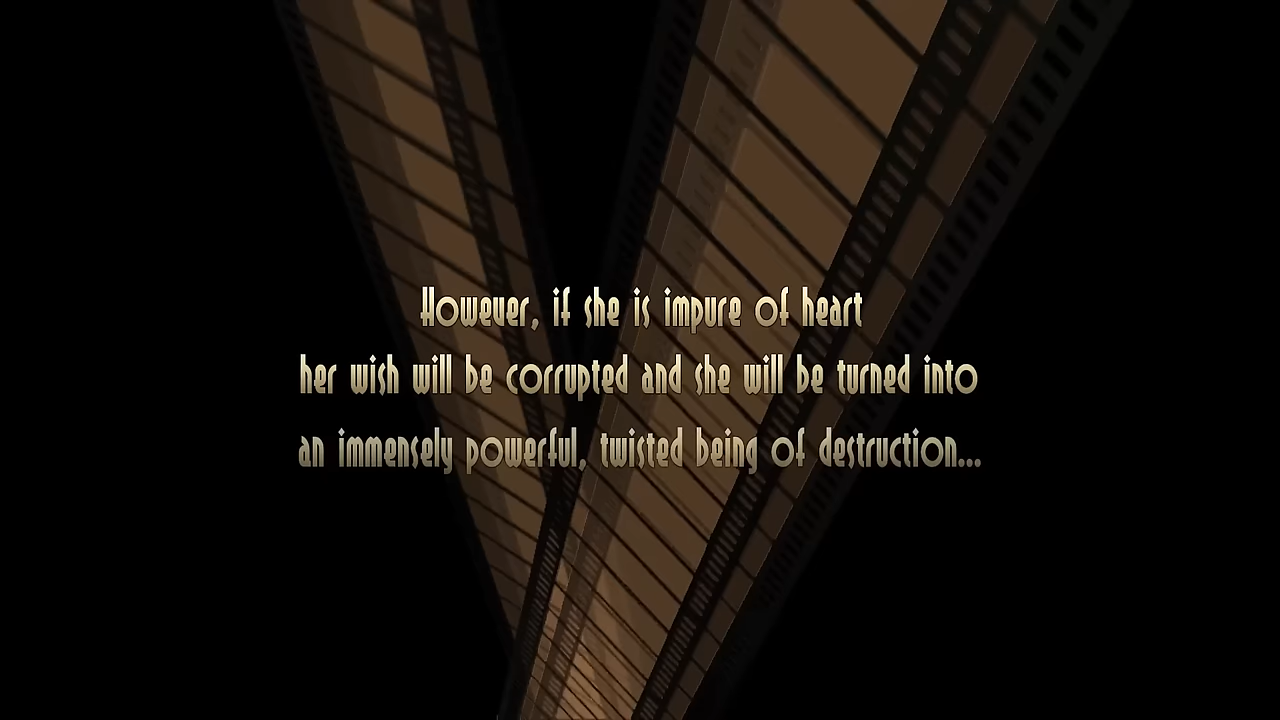 However, if she is impure of heart
her wish will be corrupted and she will be turned into
an immensely powerful, twisted being of destruction...